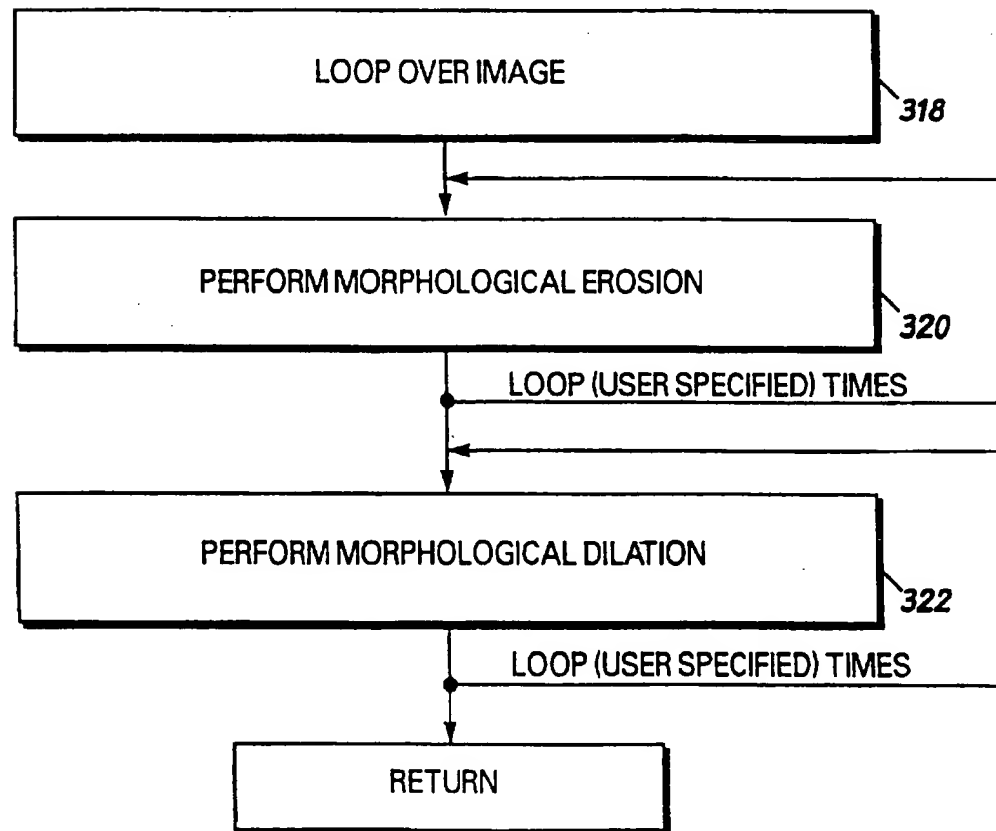 LOOP OVER IMAGE
318
PERFORM MORPHOLOGICAL EROSION
320
LOOP (USER SPECIFIED) TIMES
PERFORM MORPHOLOGICAL DILATION
322
LOOP (USER SPECIFIED) TIMES
RETURN